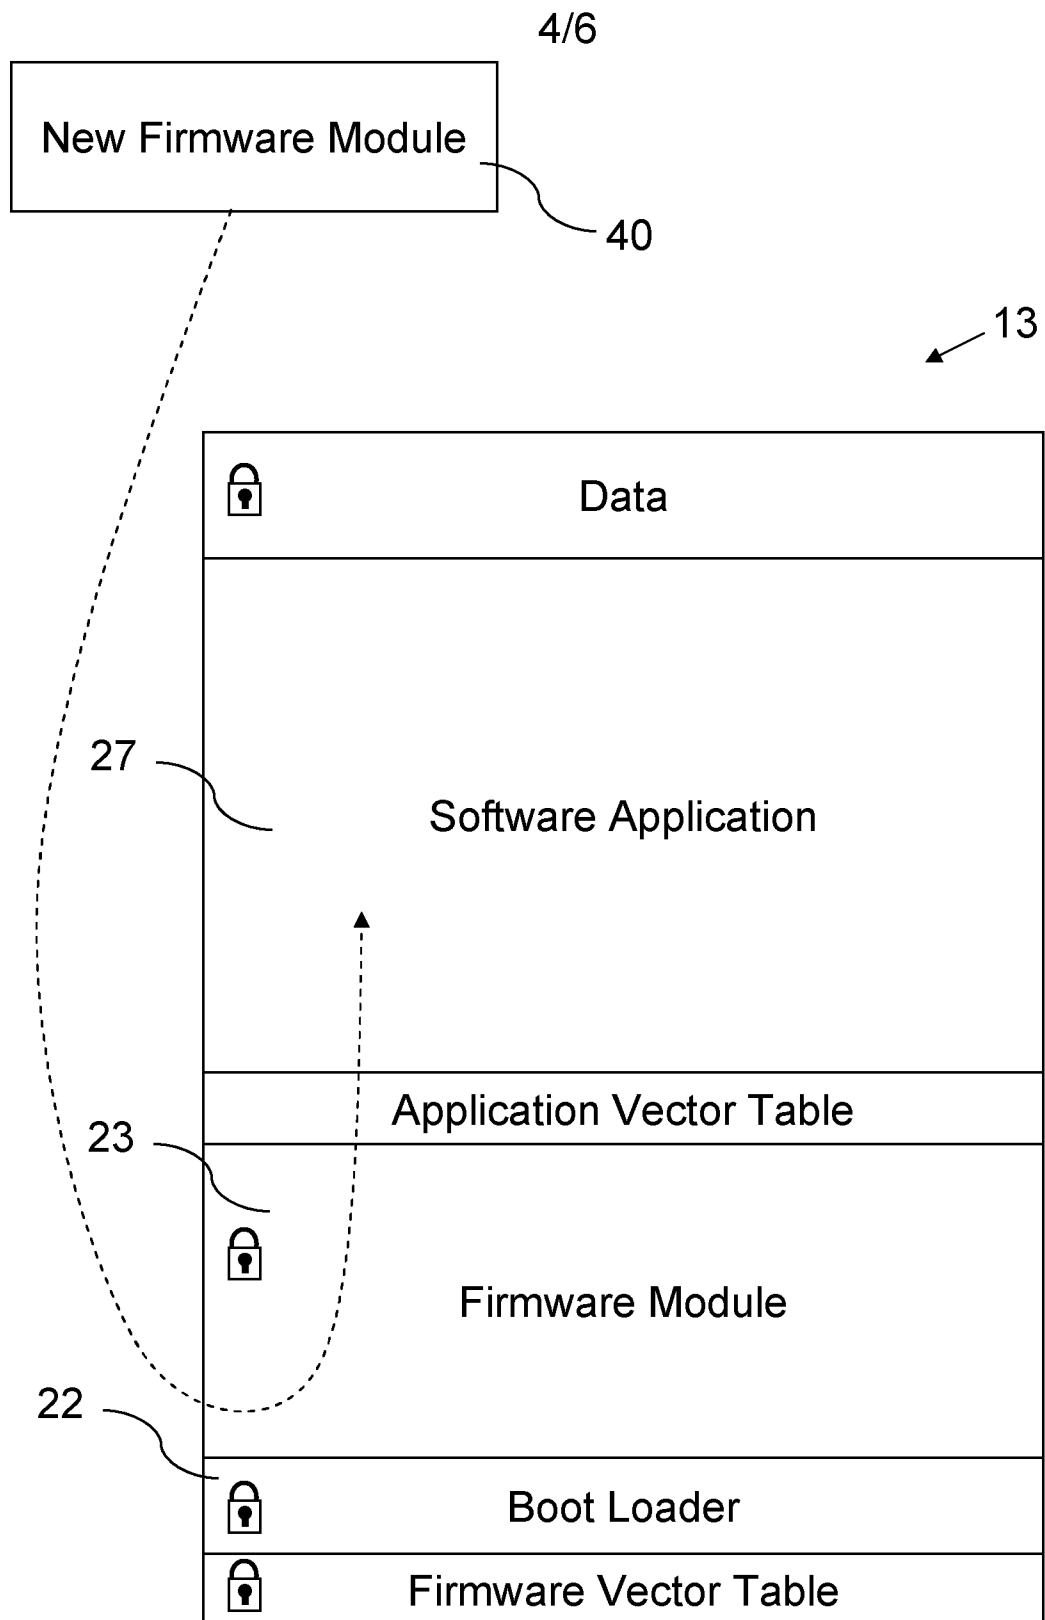 4/6
New Firmware Module
40
13
Data
27
Software Application
Application Vector Table
23
Firmware Module
22
Boot Loader
Firmware Vector Table